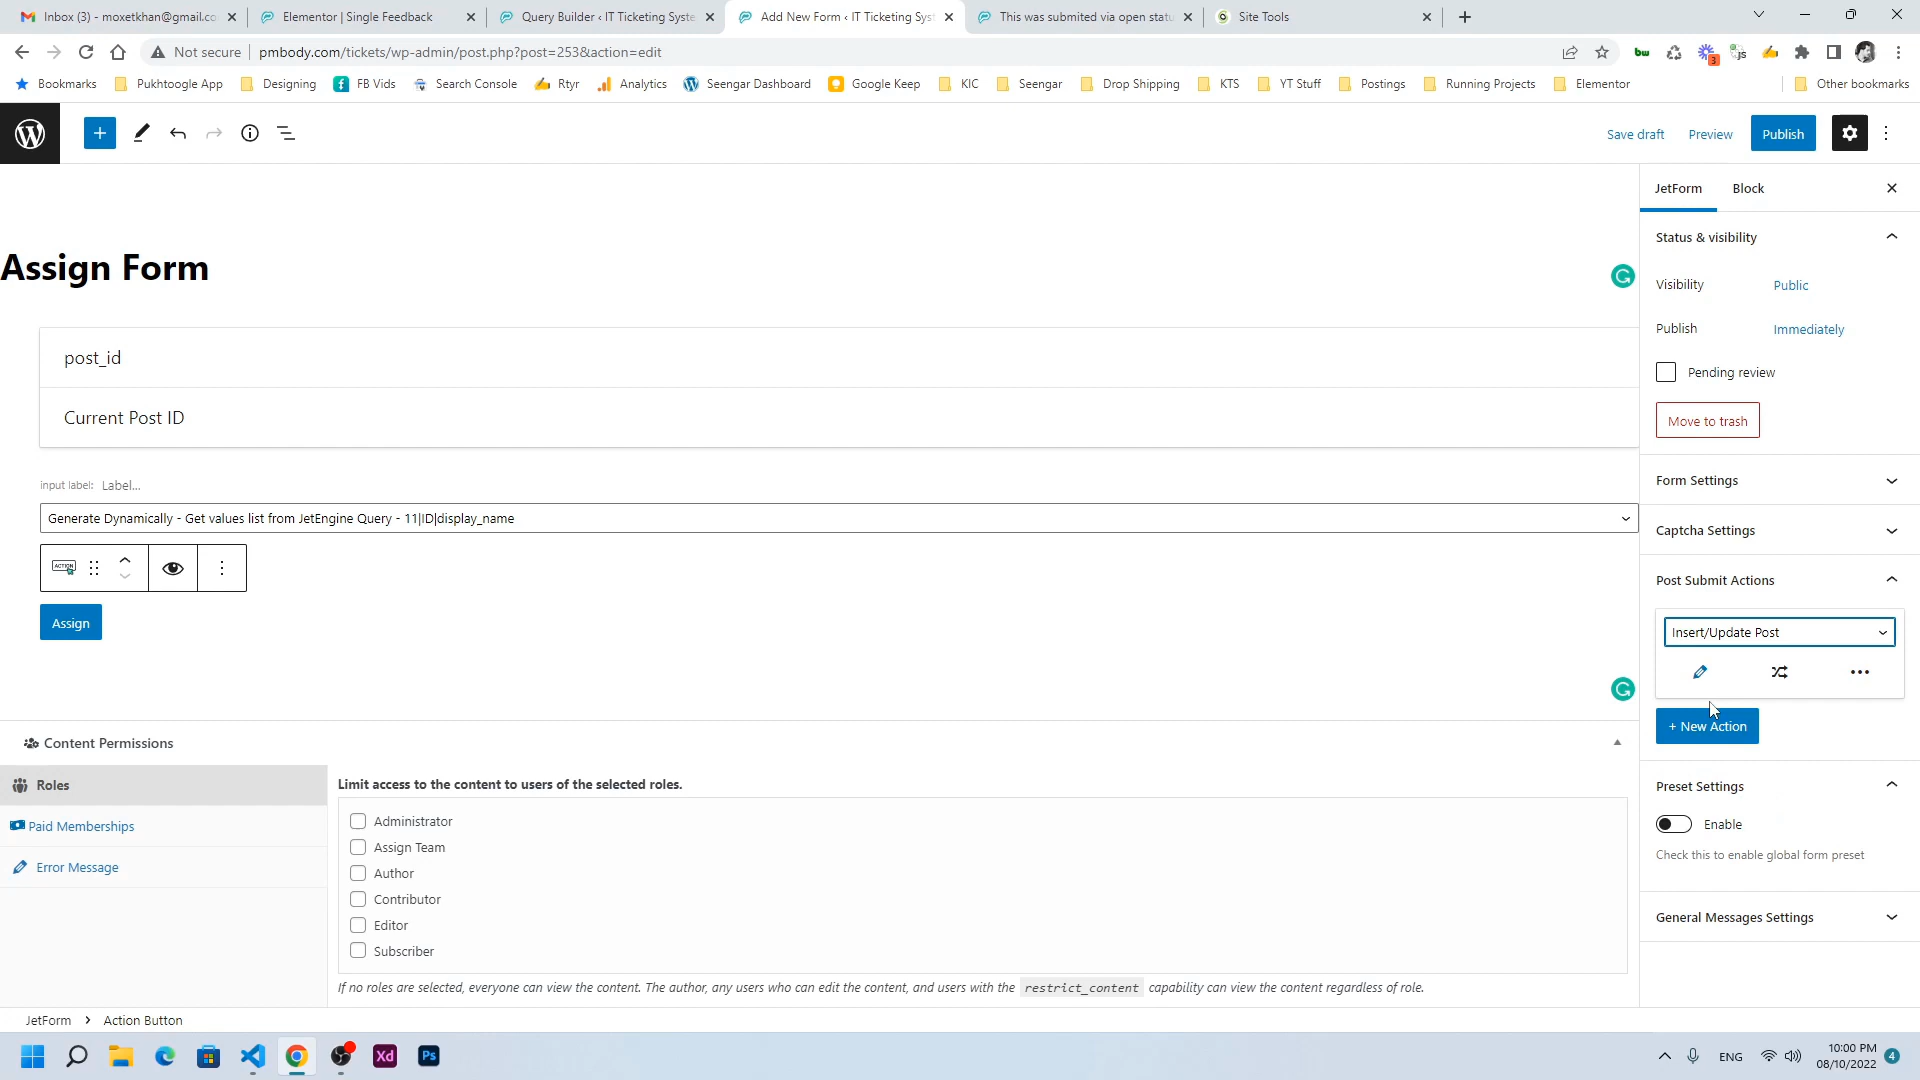 Inbox (3) - moxetkhan@gmail.co
Elementor | Single Feedback
Query Builder ‹ IT Ticketing Syste
Add New Form ‹ IT Ticketing Syst
This was submited via open statu
Site Tools
Not secure
pmbody.com/tickets/wp-admin/post.php?post=253&action=edit
Bookmarks
Pukhtoogle App
Designing
FB Vids
Search Console
Rtyr
Analytics
Seengar Dashboard
Google Keep
KIC
Seengar
Drop Shipping
KTS
YT Stuff
Postings
Running Projects
Elementor
Other bookmarks
Save draft
Preview
Publish
JetForm
Block
Status & visibility
Visibility
Public
Publish
Immediately
Pending review
Move to trash
Form Settings
Captcha Settings
Post Submit Actions
Insert/Update Post
+ New Action
Preset Settings
Enable
Check this to enable global form preset
General Messages Settings
Assign Form
post_id
Current Post ID
input label: Label...
Generate Dynamically - Get values list from JetEngine Query - 11|ID|display_name
ACTION
Assign
Content Permissions
Roles
Paid Memberships
Error Message
Limit access to the content to users of the selected roles.
Administrator
Assign Team
Author
Contributor
Editor
Subscriber
If no roles are selected, everyone can view the content. The author, any users who can edit the content, and users with the restrict_content capability can view the content regardless of role.
JetForm
Action Button
Xd
Ps
ENG
10:00 PM
08/10/2022
4